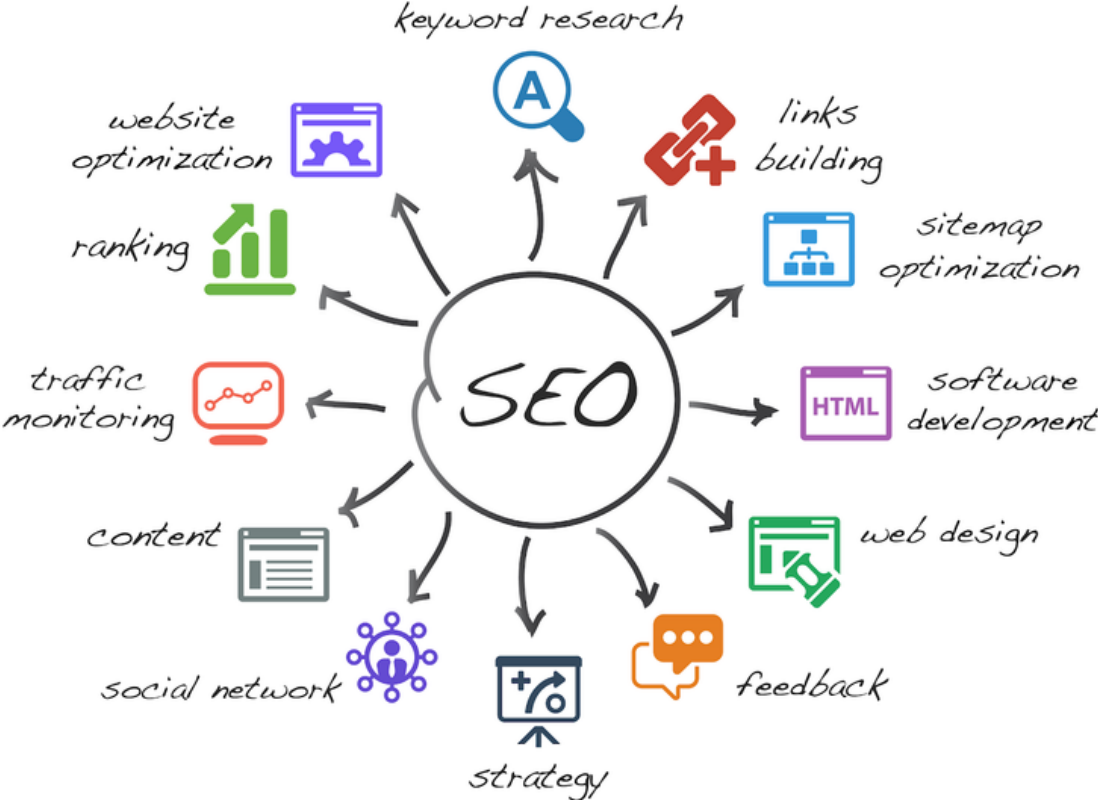 keyword research
A
website
optimization
links
building
ranking
sitemap
optimization
SEO
traffic
monitoring
HTML
software
development
content
web design
social network
feedback
strategy